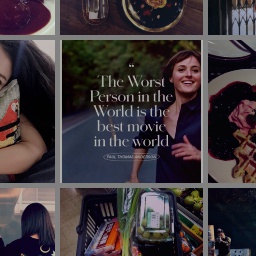 “
The Worst
Person in the
World is the
best movie
in the world
PAUL THOMAS ANDERSON